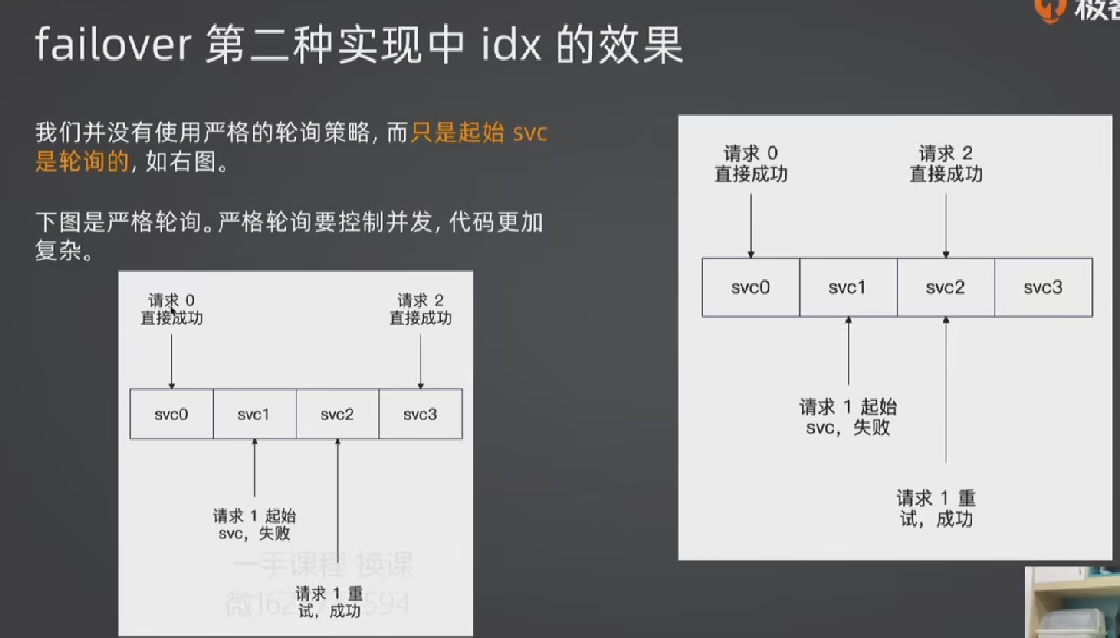 极客
failover 第二种实现中 idx 的效果
我们并没有使用严格的轮询策略, 而只是起始 svc
是轮询的, 如右图。
下图是严格轮询。严格轮询要控制并发, 代码更加
复杂。
请求 0
直接成功
请求 2
直接成功
svc0
svc1
svc2
svc3
请求 1 起始
svc, 失败
请求 1 重
试, 成功
请求 0
直接成功
请求 2
直接成功
svc0
svc1
svc2
svc3
请求 1 起始
svc, 失败
请求 1 重
试, 成功
一手课程 换课